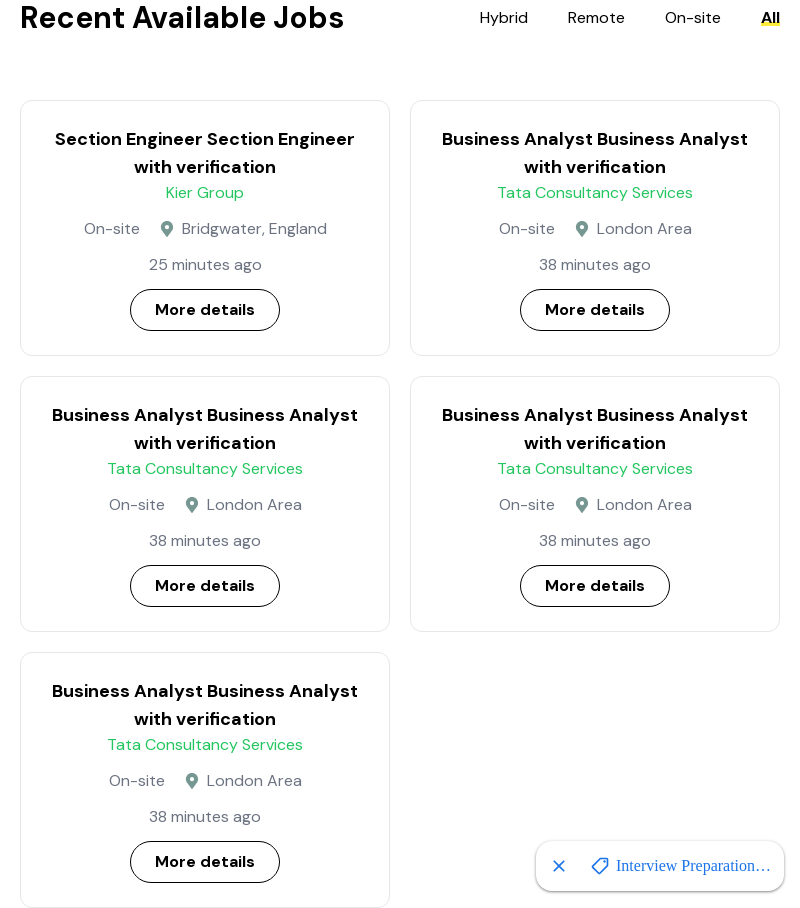 Recent Available Jobs
Hybrid Remote On-site All
Section Engineer Section Engineer
with verification
Kier Group
On-site Bridgwater, England
25 minutes ago
More details
Business Analyst Business Analyst
with verification
Tata Consultancy Services
On-site London Area
38 minutes ago
More details
Business Analyst Business Analyst
with verification
Tata Consultancy Services
On-site London Area
38 minutes ago
More details
Business Analyst Business Analyst
with verification
Tata Consultancy Services
On-site London Area
38 minutes ago
More details
Business Analyst Business Analyst
with verification
Tata Consultancy Services
On-site London Area
38 minutes ago
More details
Interview Preparation…